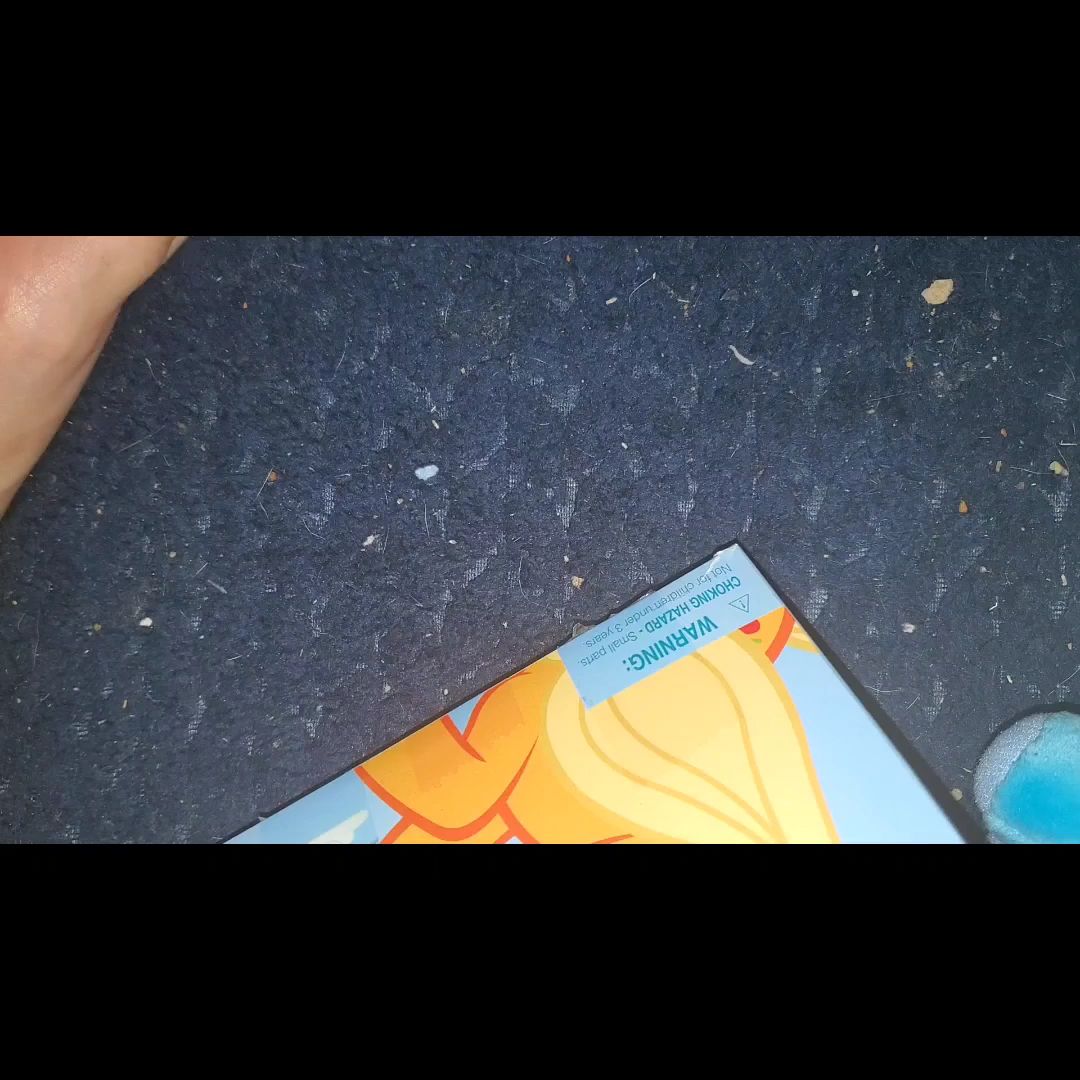 WARNING:
CHOKING HAZARD - Small parts.
Not for children under 3 years.